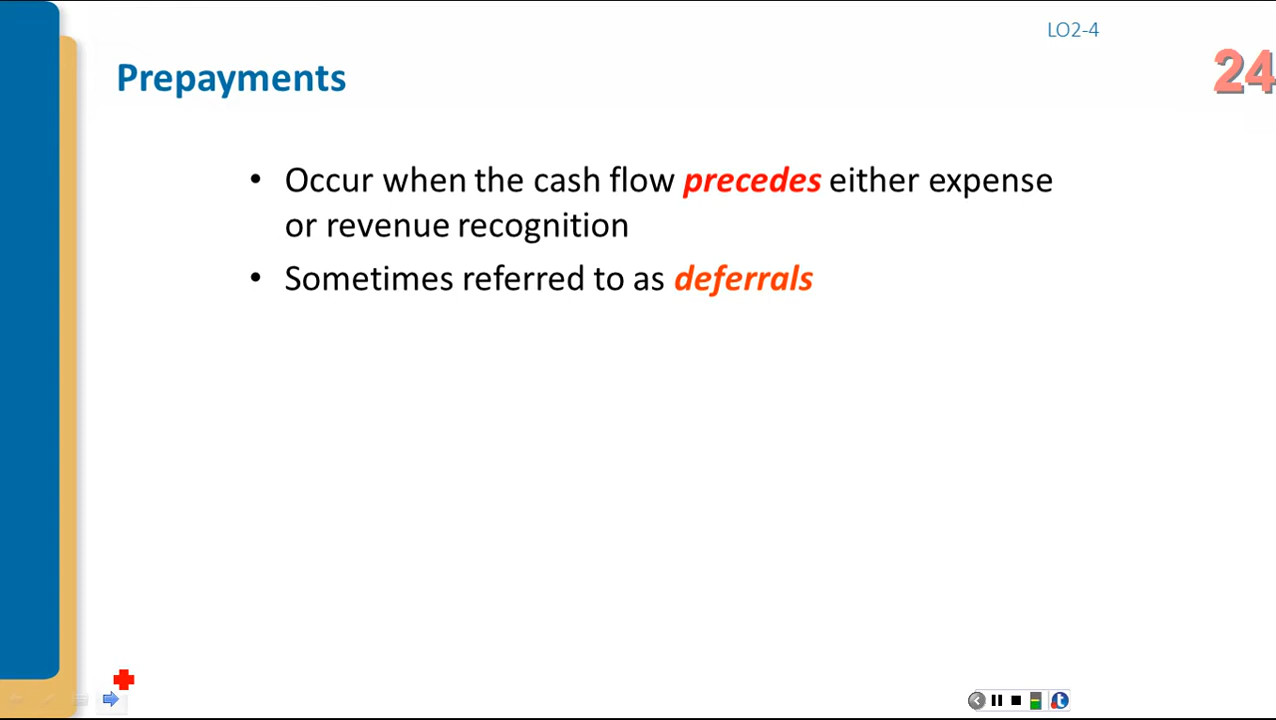 LO2-4
24
Prepayments
• Occur when the cash flow precedes either expense
or revenue recognition
• Sometimes referred to as deferrals